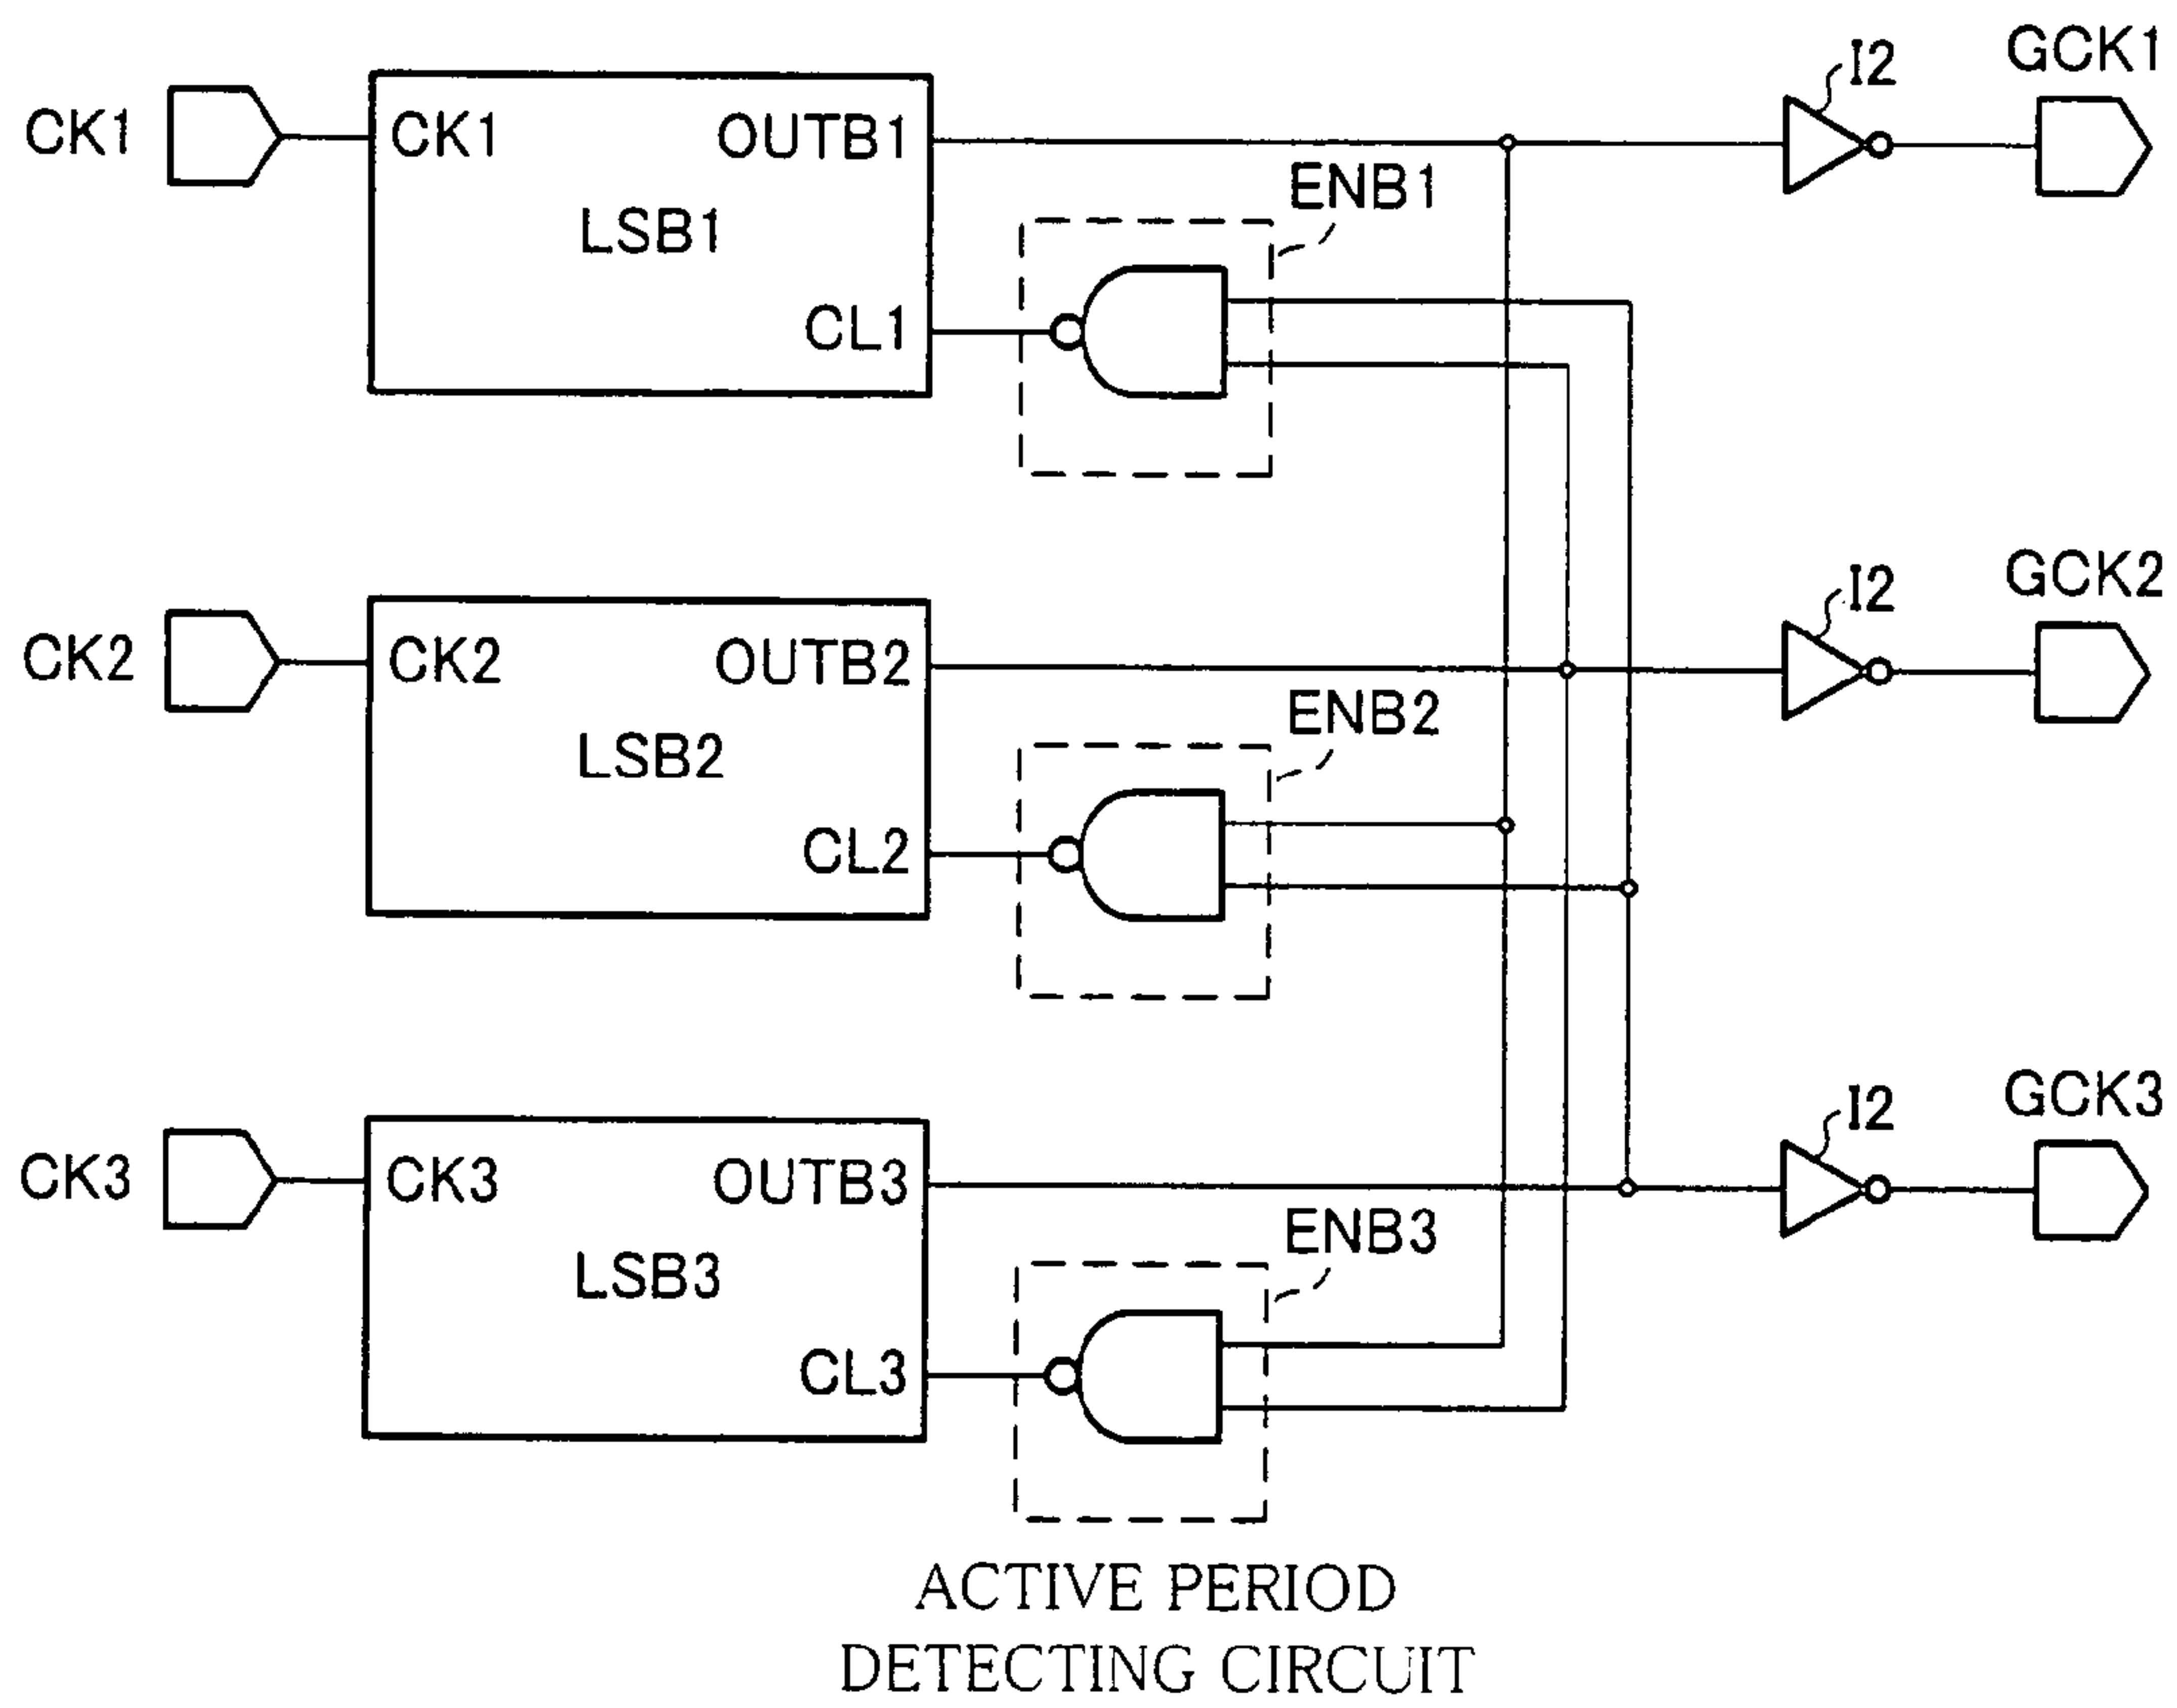 CK1
CK1
OUTB1
LSB1
CL1
ENB1
I2
GCK1
CK2
CK2
OUTB2
LSB2
CL2
ENB2
I2
GCK2
CK3
CK3
OUTB3
LSB3
CL3
ENB3
I2
GCK3
ACTIVE PERIOD
DETECTING CIRCUIT